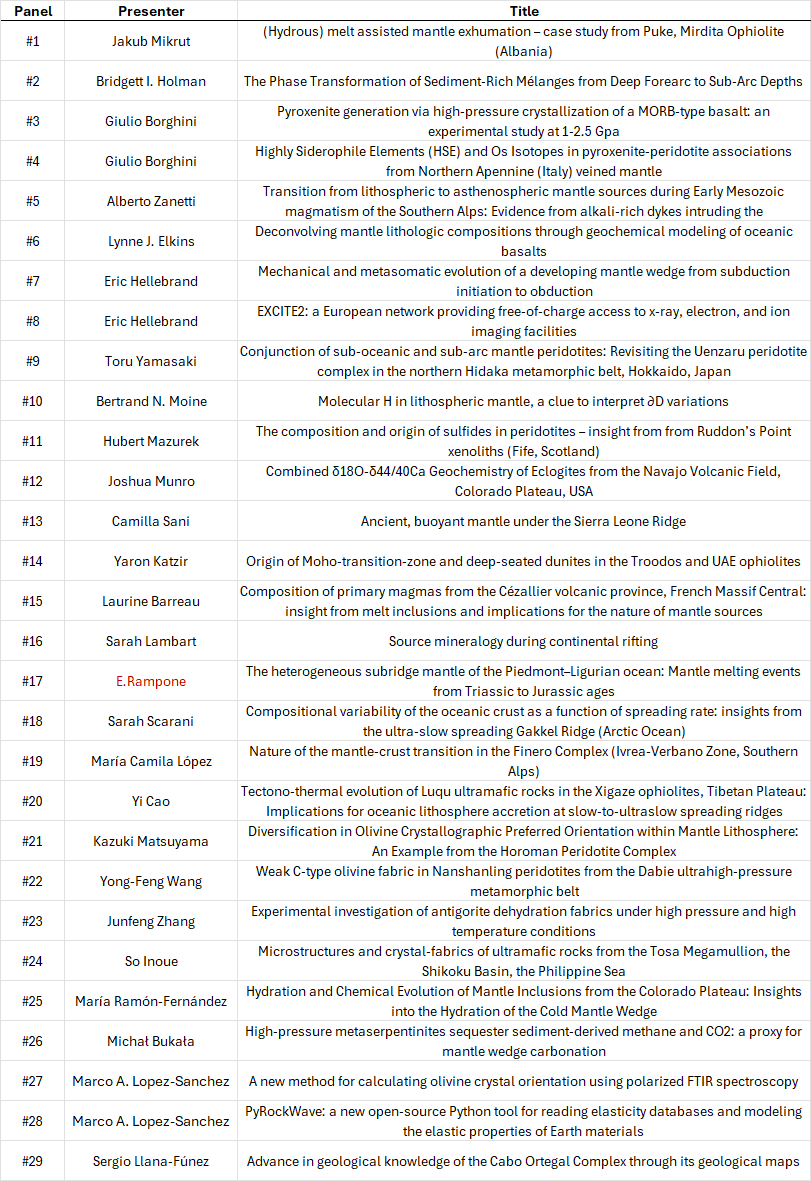 Panel Presenter Title
#1 Jakub Mikrut (Hydrous) melt assisted mantle exhumation – case study from Puke, Mirdita Ophiolite
(Albania)
#2 Bridgett I. Holman The Phase Transformation of Sediment-Rich Mélanges from Deep Forearc to Sub-Arc Depths
#3 Giulio Borghini Pyroxenite generation via high-pressure crystallization of a MORB-type basalt: an
experimental study at 1-2.5 Gpa
#4 Giulio Borghini Highly Siderophile Elements (HSE) and Os Isotopes in pyroxenite-peridotite associations
from Northern Apennine (Italy) veined mantle
#5 Alberto Zanetti Transition from lithospheric to asthenospheric mantle sources during Early Mesozoic
magmatism of the Southern Alps: Evidence from alkali-rich dykes intruding the
#6 Lynne J. Elkins Deconvolving mantle lithologic compositions through geochemical modeling of oceanic
basalts
#7 Eric Hellebrand Mechanical and metasomatic evolution of a developing mantle wedge from subduction
initiation to obduction
#8 Eric Hellebrand EXCITE2: a European network providing free-of-charge access to x-ray, electron, and ion
imaging facilities
#9 Toru Yamasaki Conjunction of sub-oceanic and sub-arc mantle peridotites: Revisiting the Uenzaru peridotite
complex in the northern Hidaka metamorphic belt, Hokkaido, Japan
#10 Bertrand N. Moine Molecular H in lithospheric mantle, a clue to interpret ∂D variations
#11 Hubert Mazurek The composition and origin of sulfides in peridotites – insight from from Ruddon's Point
xenoliths (Fife, Scotland)
#12 Joshua Munro Combined δ18O-δ44/40Ca Geochemistry of Eclogites from the Navajo Volcanic Field,
Colorado Plateau, USA
#13 Camilla Sani Ancient, buoyant mantle under the Sierra Leone Ridge
#14 Yaron Katzir Origin of Moho-transition-zone and deep-seated dunites in the Troodos and UAE ophiolites
#15 Laurine Barreau Composition of primary magmas from the Cézallier volcanic province, French Massif Central:
insight from melt inclusions and implications for the nature of mantle sources
#16 Sarah Lambart Source mineralogy during continental rifting
#17 E.Rampone The heterogeneous subridge mantle of the Piedmont–Ligurian ocean: Mantle melting events
from Triassic to Jurassic ages
#18 Sarah Scarani Compositional variability of the oceanic crust as a function of spreading rate: insights from
the ultra-slow spreading Gakkel Ridge (Arctic Ocean)
#19 María Camila López Nature of the mantle-crust transition in the Finero Complex (Ivrea-Verbano Zone, Southern
Alps)
#20 Yi Cao Tectono-thermal evolution of Luqu ultramafic rocks in the Xigaze ophiolites, Tibetan Plateau:
Implications for oceanic lithosphere accretion at slow-to-ultraslow spreading ridges
#21 Kazuki Matsuyama Diversification in Olivine Crystallographic Preferred Orientation within Mantle Lithosphere:
An Example from the Horoman Peridotite Complex
#22 Yong-Feng Wang Weak C-type olivine fabric in Nanshanling peridotites from the Dabie ultrahigh-pressure
metamorphic belt
#23 Junfeng Zhang Experimental investigation of antigorite dehydration fabrics under high pressure and high
temperature conditions
#24 So Inoue Microstructures and crystal-fabrics of ultramafic rocks from the Tosa Megamullion, the
Shikoku Basin, the Philippine Sea
#25 María Ramón-Fernández Hydration and Chemical Evolution of Mantle Inclusions from the Colorado Plateau: Insights
into the Hydration of the Cold Mantle Wedge
#26 Michał Bukała High-pressure metaserpentinites sequester sediment-derived methane and CO2: a proxy for
mantle wedge carbonation
#27 Marco A. Lopez-Sanchez A new method for calculating olivine crystal orientation using polarized FTIR spectroscopy
#28 Marco A. Lopez-Sanchez PyRockWave: a new open-source Python tool for reading elasticity databases and modeling
the elastic properties of Earth materials
#29 Sergio Llana-Fúnez Advance in geological knowledge of the Cabo Ortegal Complex through its geological maps